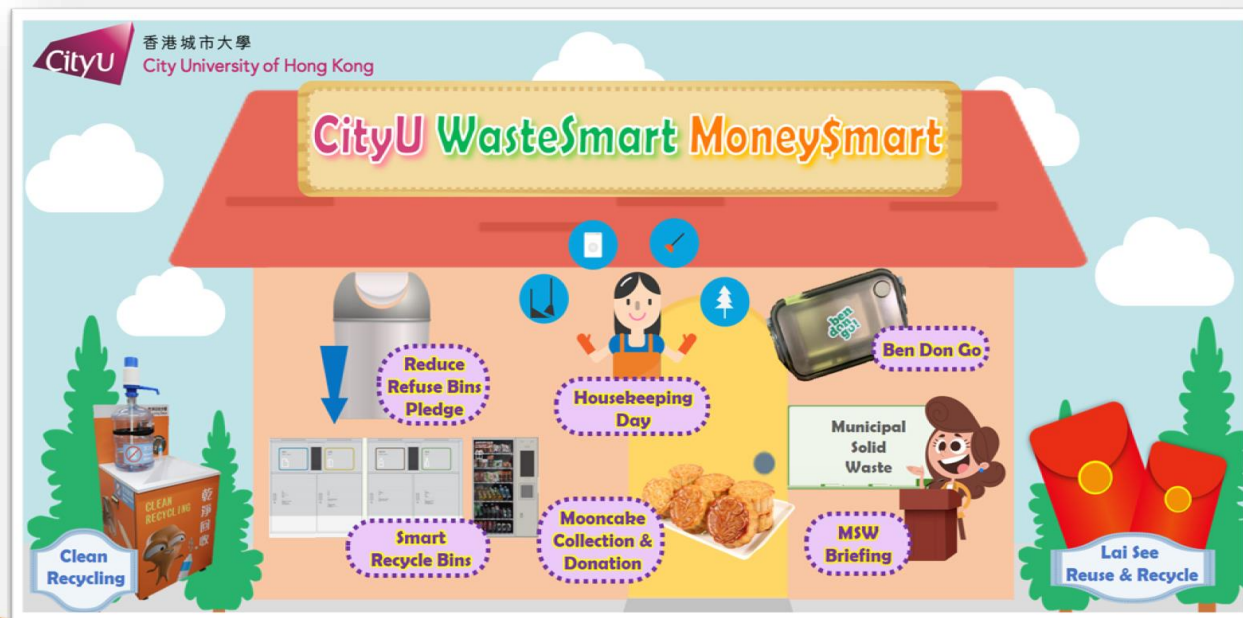 CityU
香港城市大學
City University of Hong Kong
CityU WasteSmart Money$mart
Reduce
Refuse Bins
Pledge
Housekeeping
Day
ben
don
go!
Ben Don Go
Municipal
Solid
Waste
CLEAN
RECYCLING
乾淨回收
Clean
Recycling
Smart
Recycle Bins
Mooncake
Collection &
Donation
MSW
Briefing
Lai See
Reuse & Recycle